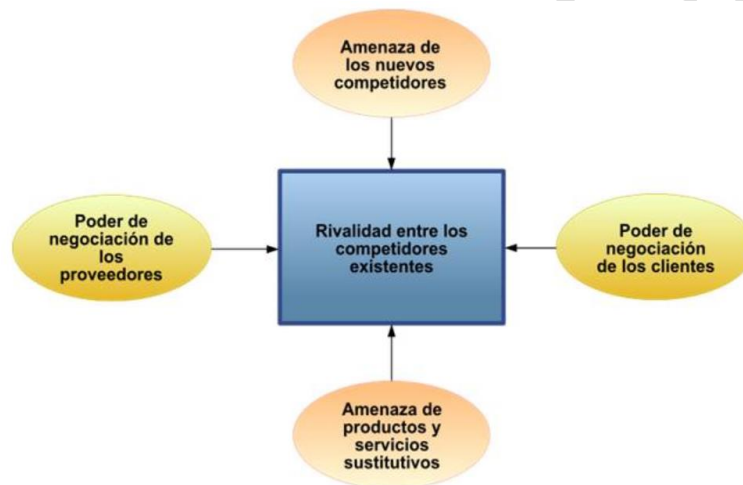 Amenaza de
los nuevos
competidores
Poder de
negociación de
los
proveedores
Rivalidad entre los
competidores
existentes
Poder de
negociación
de los clientes
Amenaza de
productos y
servicios
sustitutivos